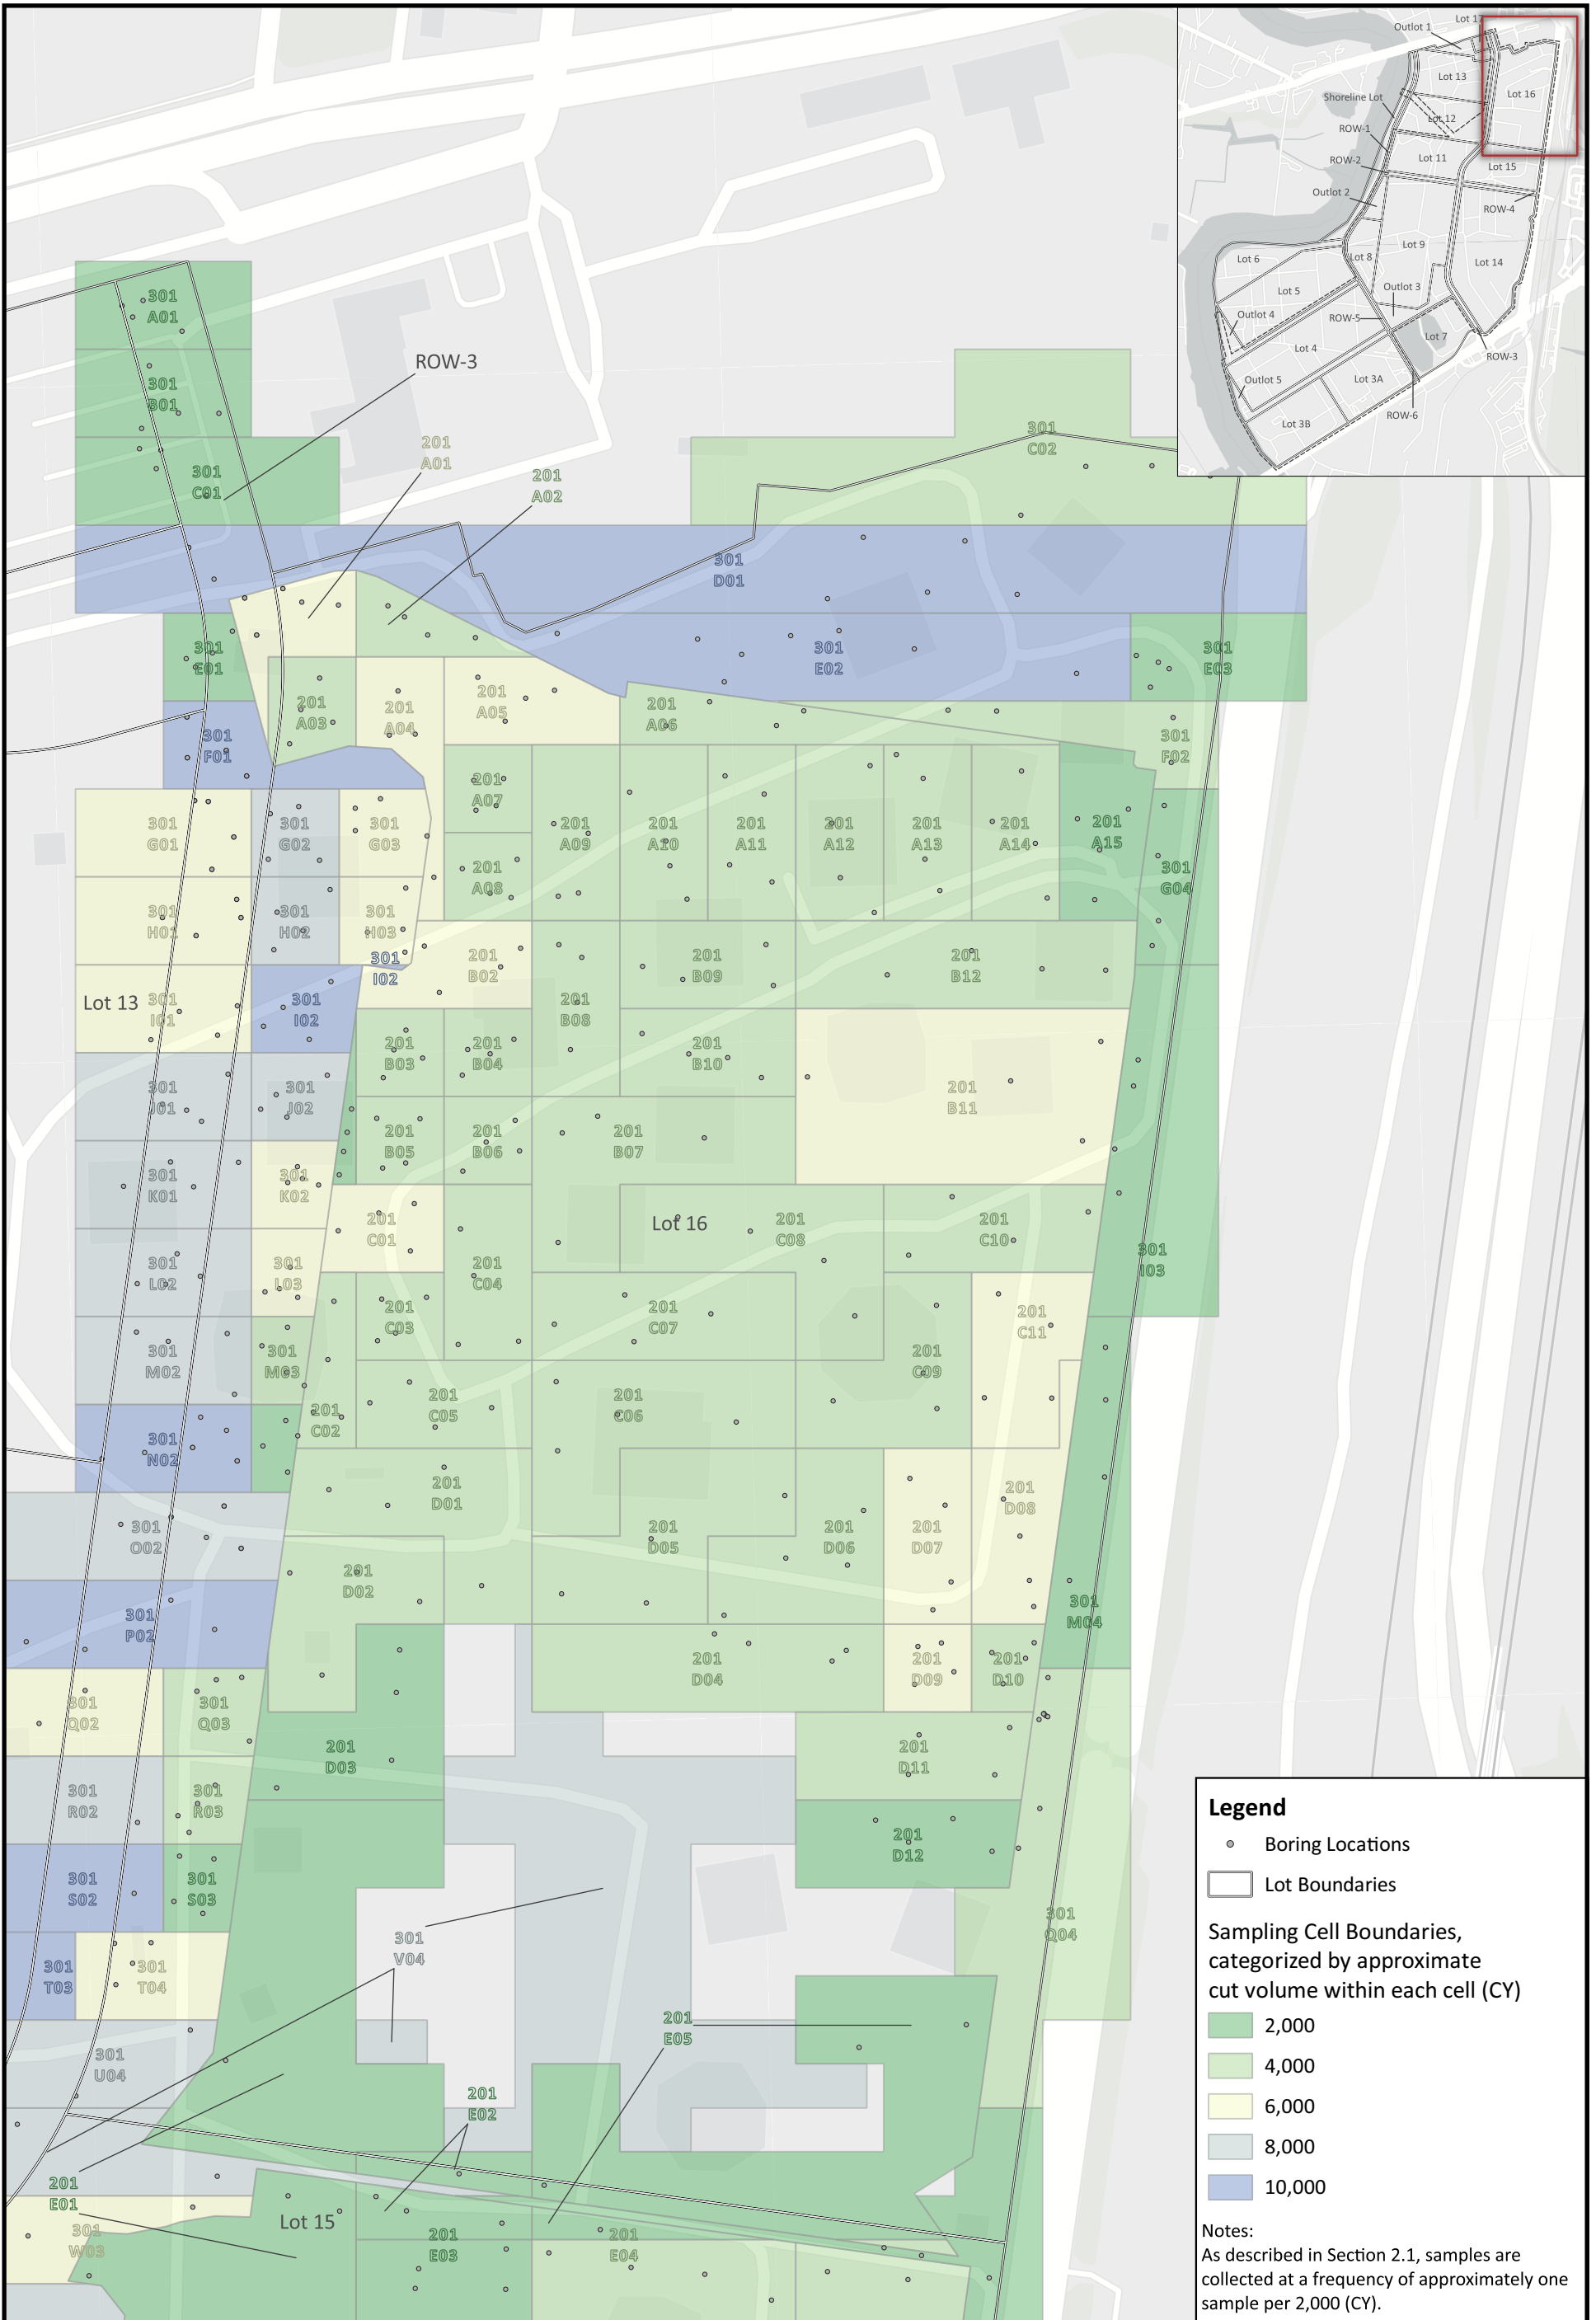 Outlot 1
Lot 17
Lot 13
Lot 16
Shoreline Lot
Lot 12
ROW-1
ROW-2
Lot 11
Lot 15
Outlot 2
ROW-4
Lot 9
Lot 6
Lot 8
Lot 14
Lot 5
Outlot 3
Outlot 4
ROW-5
Lot 7
Lot 4
ROW-3
Outlot 5
Lot 3A
ROW-6
Lot 3B
301
A01
ROW-3
301
B01
301
C02
201
A01
301
C01
201
A02
301
D01
301
E01
301
E02
301
E03
201
A03
201
A04
201
A05
201
A06
301
F01
301
F02
201
A07
301
G01
301
G02
301
G03
201
A08
201
A09
201
A10
201
A11
201
A12
201
A13
201
A14
201
A15
301
G04
301
H01
301
H02
301
H03
301
I02
201
B02
201
B09
201
B12
Lot 13
301
I01
301
I02
201
B08
201
B03
201
B04
201
B10
301
J01
301
J02
201
B11
201
B05
201
B06
201
B07
301
K01
301
K02
201
C01
Lot 16
201
C08
201
C10
301
L02
301
L03
201
C04
301
I03
201
C03
201
C07
201
C11
301
M02
301
M03
201
C09
201
C02
201
C05
201
C06
301
N02
201
D01
201
D08
301
O02
201
D05
201
D06
201
D07
201
D02
301
P02
301
M04
201
D04
201
D09
201
D10
301
Q02
301
Q03
201
D03
201
D11
301
R02
301
R03
201
D12
301
S02
301
S03
301
Q04
301
V04
301
T03
301
T04
201
E05
301
U04
201
E02
201
E01
Lot 15
301
W03
201
E03
201
E04
Legend
Boring Locations
Lot Boundaries
Sampling Cell Boundaries,
categorized by approximate
cut volume within each cell (CY)
2,000
4,000
6,000
8,000
10,000
Notes:
As described in Section 2.1, samples are
collected at a frequency of approximately one
sample per 2,000 (CY).